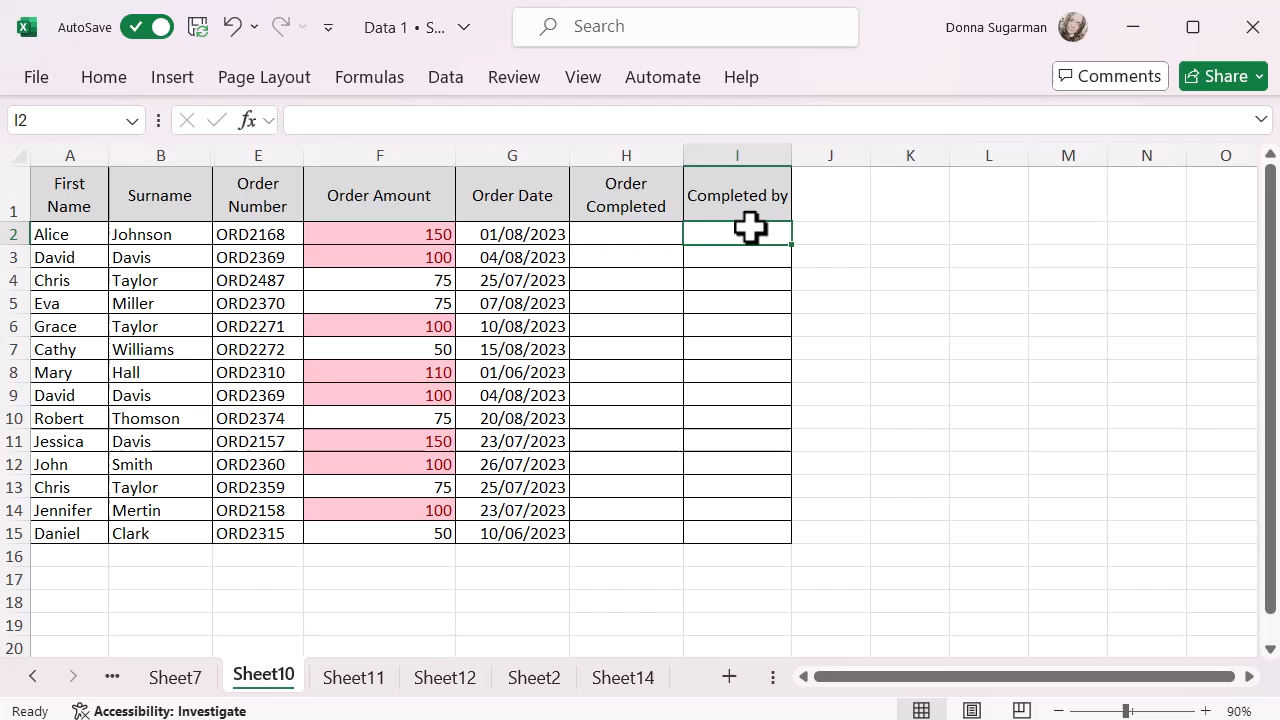 AutoSave Data 1 • S... Search Donna Sugarman
File Home Insert Page Layout Formulas Data Review View Automate Help Comments Share
I2 fx
A B E F G H I J K L M N O
1 First Name Surname Order Number Order Amount Order Date Order Completed Completed by
2 Alice Johnson ORD2168 150 01/08/2023
3 David Davis ORD2369 100 04/08/2023
4 Chris Taylor ORD2487 75 25/07/2023
5 Eva Miller ORD2370 75 07/08/2023
6 Grace Taylor ORD2271 100 10/08/2023
7 Cathy Williams ORD2272 50 15/08/2023
8 Mary Hall ORD2310 110 01/06/2023
9 David Davis ORD2369 100 04/08/2023
10 Robert Thomson ORD2374 75 20/08/2023
11 Jessica Davis ORD2157 150 23/07/2023
12 John Smith ORD2360 100 26/07/2023
13 Chris Taylor ORD2359 75 25/07/2023
14 Jennifer Mertin ORD2158 100 23/07/2023
15 Daniel Clark ORD2315 50 10/06/2023
16
17
18
19
20
... Sheet7 Sheet10 Sheet11 Sheet12 Sheet2 Sheet14 +
Ready Accessibility: Investigate 90%